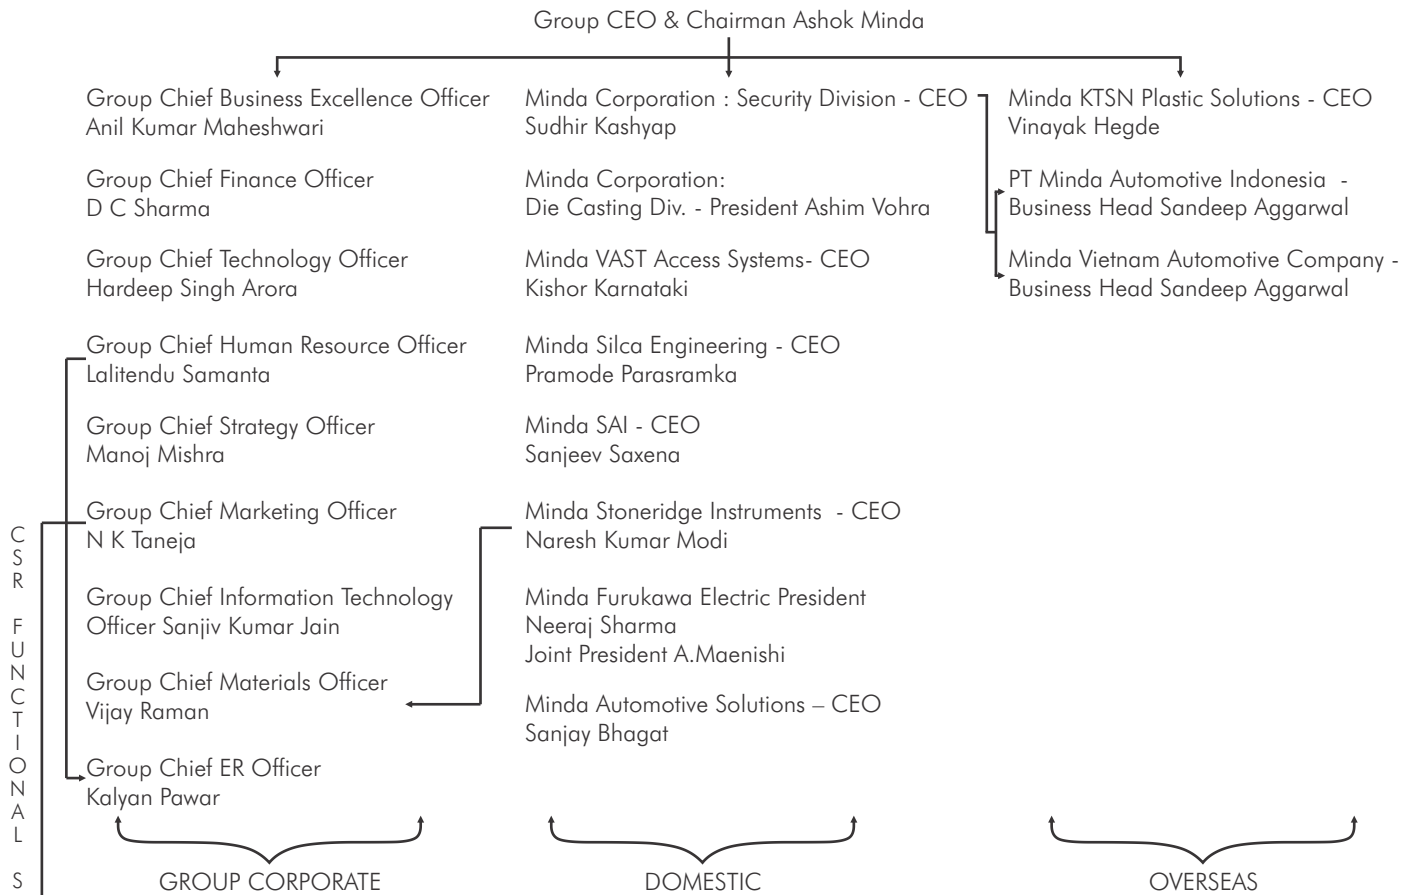 Group CEO & Chairman Ashok Minda
Group Chief Business Excellence Officer
Anil Kumar Maheshwari
Group Chief Finance Officer
D C Sharma
Group Chief Technology Officer
Hardeep Singh Arora
Group Chief Human Resource Officer
Lalitendu Samanta
Group Chief Strategy Officer
Manoj Mishra
Group Chief Marketing Officer
N K Taneja
Group Chief Information Technology
Officer Sanjiv Kumar Jain
Group Chief Materials Officer
Vijay Raman
Group Chief ER Officer
Kalyan Pawar
GROUP CORPORATE
Minda Corporation : Security Division - CEO
Sudhir Kashyap
Minda Corporation:
Die Casting Div. - President Ashim Vohra
Minda VAST Access Systems- CEO
Kishor Karnataki
Minda Silca Engineering - CEO
Pramode Parasramka
Minda SAI - CEO
Sanjeev Saxena
Minda Stoneridge Instruments  - CEO
Naresh Kumar Modi
Minda Furukawa Electric President
Neeraj Sharma
Joint President A.Maenishi
Minda Automotive Solutions – CEO
Sanjay Bhagat
DOMESTIC
Minda KTSN Plastic Solutions - CEO
Vinayak Hegde
PT Minda Automotive Indonesia  -
Business Head Sandeep Aggarwal
Minda Vietnam Automotive Company -
Business Head Sandeep Aggarwal
OVERSEAS
CSR FUNCTIONAL S